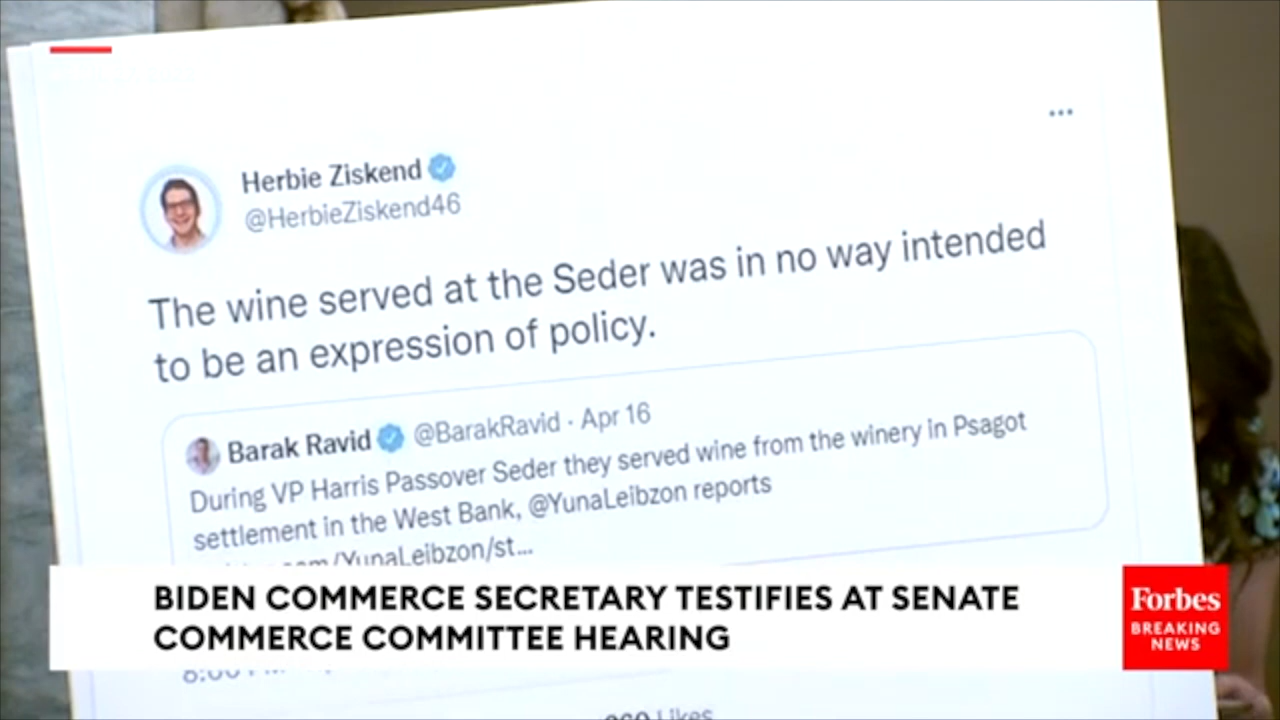 Herbie Ziskend
@HerbieZiskend46
The wine served at the Seder was in no way intended
to be an expression of policy.
Barak Ravid @BarakRavid · Apr 16
During VP Harris Passover Seder they served wine from the winery in Psagot
settlement in the West Bank, @YunaLeibzon reports
/YunaLeibzon/st...
BIDEN COMMERCE SECRETARY TESTIFIES AT SENATE
COMMERCE COMMITTEE HEARING
Forbes
BREAKING
NEWS
Likes